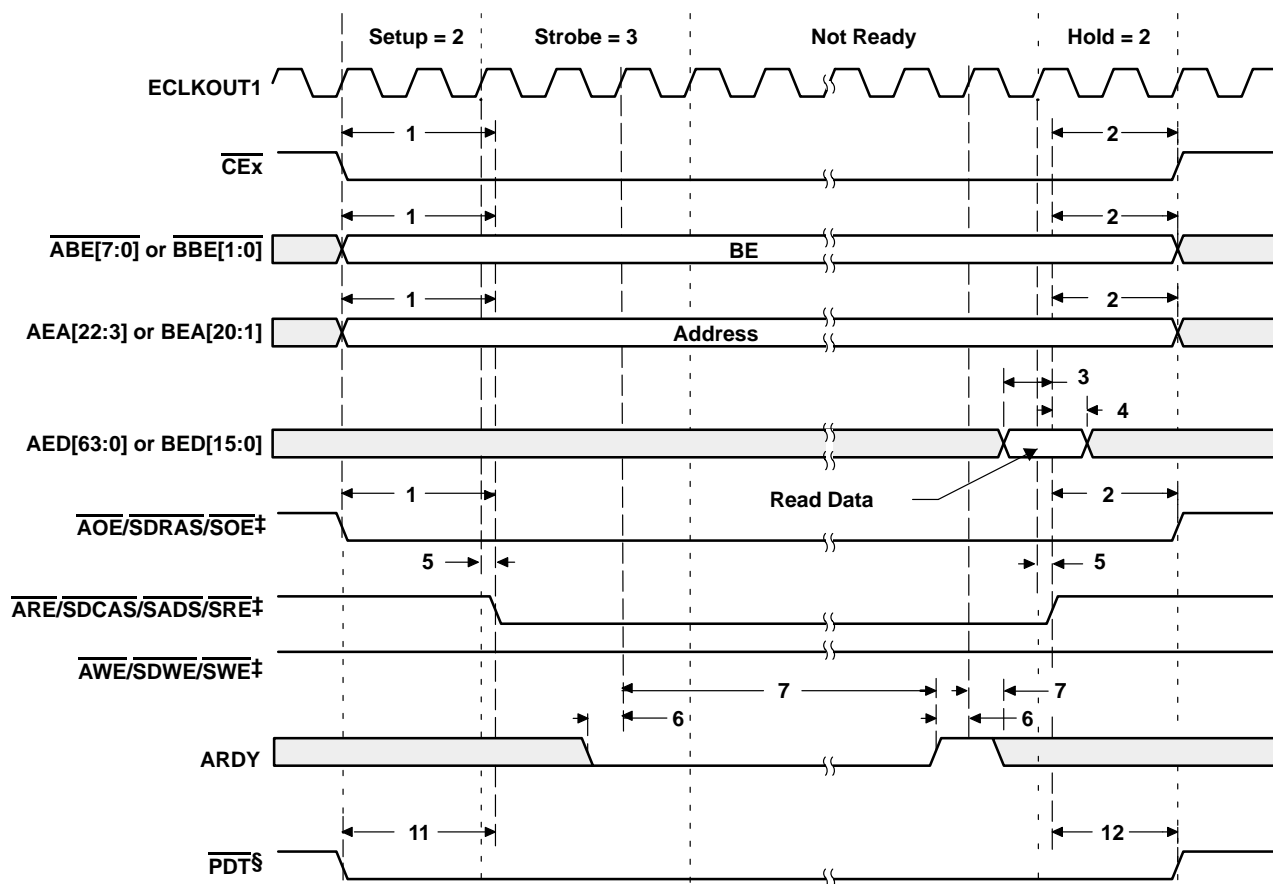 Setup = 2 Strobe = 3 Not Ready Hold = 2
ECLKOUT1
1 2
CEx
1 2
ABE[7:0] or BBE[1:0] BE
1 2
AEA[22:3] or BEA[20:1] Address
3
4
AED[63:0] or BED[15:0]
Read Data
1 2
AOE/SDRAS/SOE‡
5 5
ARE/SDCAS/SADS/SRE‡
AWE/SDWE/SWE‡
7 7
6 6
ARDY
11 12
PDT§